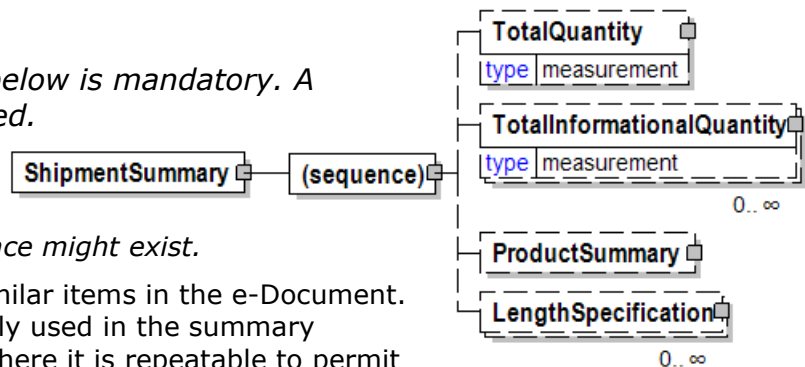 TotalQuantity
type measurement
below is mandatory. A
ed.
TotalInformationalQuantity
type measurement
0.. ∞
ShipmentSummary
(sequence)
nce might exist.
ProductSummary
milar items in the e-Document.
ly used in the summary
LengthSpecification
here it is repeatable to permit
0.. ∞